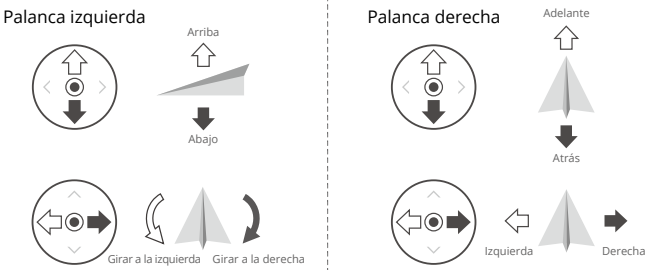 Palanca izquierda
Arriba
Abajo
Girar a la izquierda
Girar a la derecha
Palanca derecha
Adelante
Atrás
Izquierda
Derecha